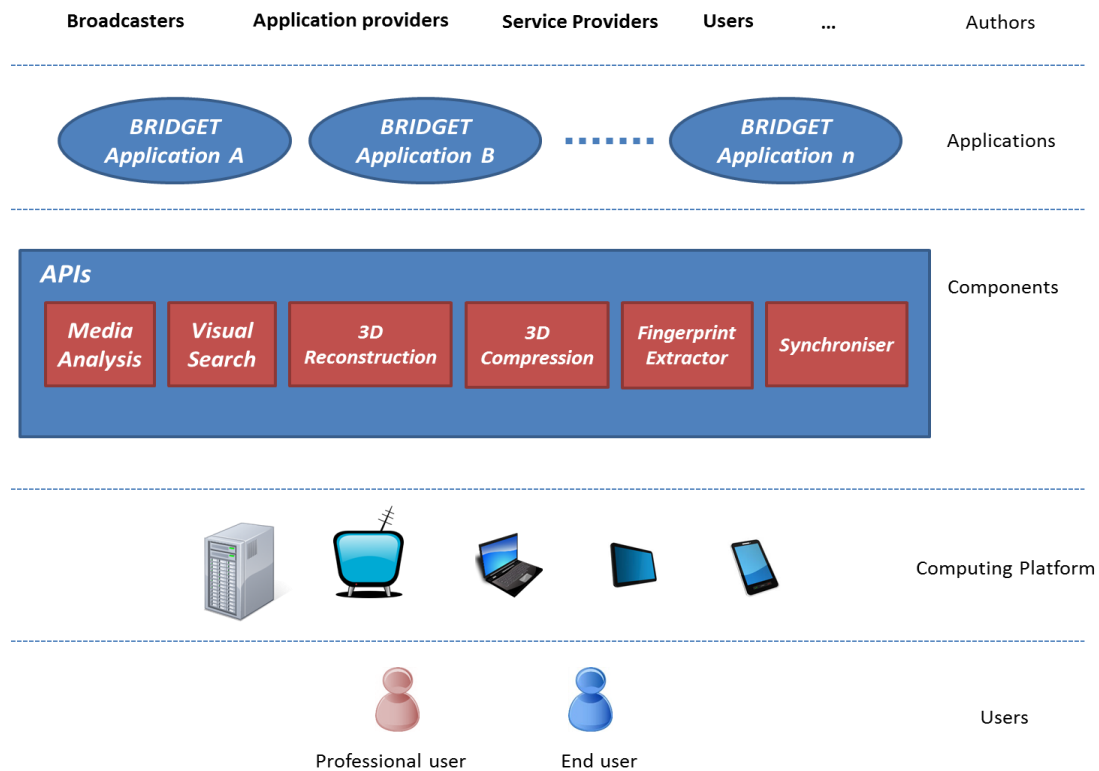 Broadcasters Application providers Service Providers Users ... Authors
BRIDGET
Application A
BRIDGET
Application B
BRIDGET
Application n
Applications
APIs
Components
Media
Analysis
Visual
Search
3D
Reconstruction
3D
Compression
Fingerprint
Extractor
Synchroniser
Computing Platform
Users
Professional user
End user